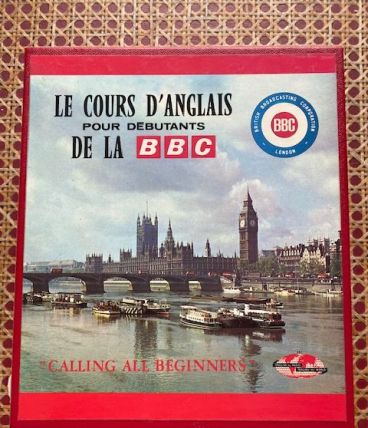 LE COURS D'ANGLAIS
POUR DÉBUTANTS
DE LA BBC
BRITISH BROADCASTING CORPORATION
BBC
LONDON
"CALLING ALL BEGINNERS"